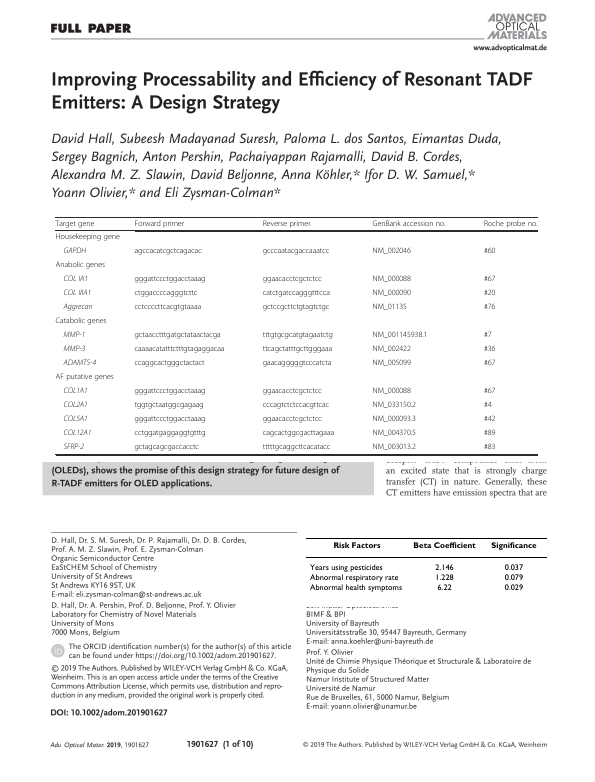 FULL PAPER
ADVANCED
OPTICAL
MATERIALS
www.advopticalmat.de
Improving Processability and Efficiency of Resonant TADF
Emitters: A Design Strategy
David Hall, Subeesh Madayanad Suresh, Paloma L. dos Santos, Eimantas Duda,
Sergey Bagnich, Anton Pershin, Pachaiyappan Rajamalli, David B. Cordes,
Alexandra M. Z. Slawin, David Beljonne, Anna Köhler,* Ifor D. W. Samuel,*
Yoann Olivier,* and Eli Zysman-Colman*
Target gene Forward primer Reverse primer GenBank accession no. Roche probe no.
Housekeeping gene
GAPDH agccacatcgctcagacac gcccaatacgaccaaatcc NM_002046 #60
Anabolic genes
COL IA1 gggattccctggacctaaag ggaacacctcgctctcc NM_000088 #67
COL IIIA1 ctggaccccagggtcttc catctgatccagggtttcca NM_000090 #20
Aggrecan cctccccttcacgtgtaaaa gctccgcttctgtagtctgc NM_01135 #76
Catabolic genes
MMP-1 gctaacctttgatgctataactacga tttgtgcgcatgtagaatctg NM_001145938.1 #7
MMP-3 caaaacatatttctttgtagaggacaa ttcagctatttgcttgggaaa NM_002422 #36
ADAMTS-4 ccaggcactgggctactact gaacagggggtcccatcta NM_005099 #67
AF putative genes
COL1A1 gggattccctggacctaaag ggaacacctcgctctcc NM_000088 #67
COL2A1 tggtgctaatggcgagaag cccagtctctccacgttcac NM_033150.2 #4
COL5A1 gggattccctggacctaaag ggaacacctcgctctcc NM_000093.3 #42
COL12A1 cctggatgaggaggtgtttg cagcactggcgacttagaaa NM_004370.5 #89
SFRP-2 gctagcagcgaccacctc tttttgcaggcttcacatacc NM_003013.2 #83
(OLEDs), shows the promise of this design strategy for future design of
R-TADF emitters for OLED applications.
an excited state that is strongly charge
transfer (CT) in nature. Generally, these
CT emitters have emission spectra that are
D. Hall, Dr. S. M. Suresh, Dr. P. Rajamalli, Dr. D. B. Cordes,
Prof. A. M. Z. Slawin, Prof. E. Zysman-Colman
Organic Semiconductor Centre
EaStCHEM School of Chemistry
University of St Andrews
St Andrews KY16 9ST, UK
E-mail: eli.zysman-colman@st-andrews.ac.uk
D. Hall, Dr. A. Pershin, Prof. D. Beljonne, Prof. Y. Olivier
Laboratory for Chemistry of Novel Materials
University of Mons
7000 Mons, Belgium
iD The ORCID identification number(s) for the author(s) of this article
can be found under https://doi.org/10.1002/adom.201901627.
© 2019 The Authors. Published by WILEY-VCH Verlag GmbH & Co. KGaA,
Weinheim. This is an open access article under the terms of the Creative
Commons Attribution License, which permits use, distribution and repro-
duction in any medium, provided the original work is properly cited.
DOI: 10.1002/adom.201901627
Risk Factors Beta Coefficient Significance
Years using pesticides 2.146 0.037
Abnormal respiratory rate 1.228 0.079
Abnormal health symptoms 6.22 0.029
BIMF & BPI
University of Bayreuth
Universitätsstraße 30, 95447 Bayreuth, Germany
E-mail: anna.koehler@uni-bayreuth.de
Prof. Y. Olivier
Unité de Chimie Physique Théorique et Structurale & Laboratoire de
Physique du Solide
Namur Institute of Structured Matter
Université de Namur
Rue de Bruxelles, 61, 5000 Namur, Belgium
E-mail: yoann.olivier@unamur.be
Adv. Optical Mater. 2019, 1901627 1901627 (1 of 10) © 2019 The Authors. Published by WILEY-VCH Verlag GmbH & Co. KGaA, Weinheim